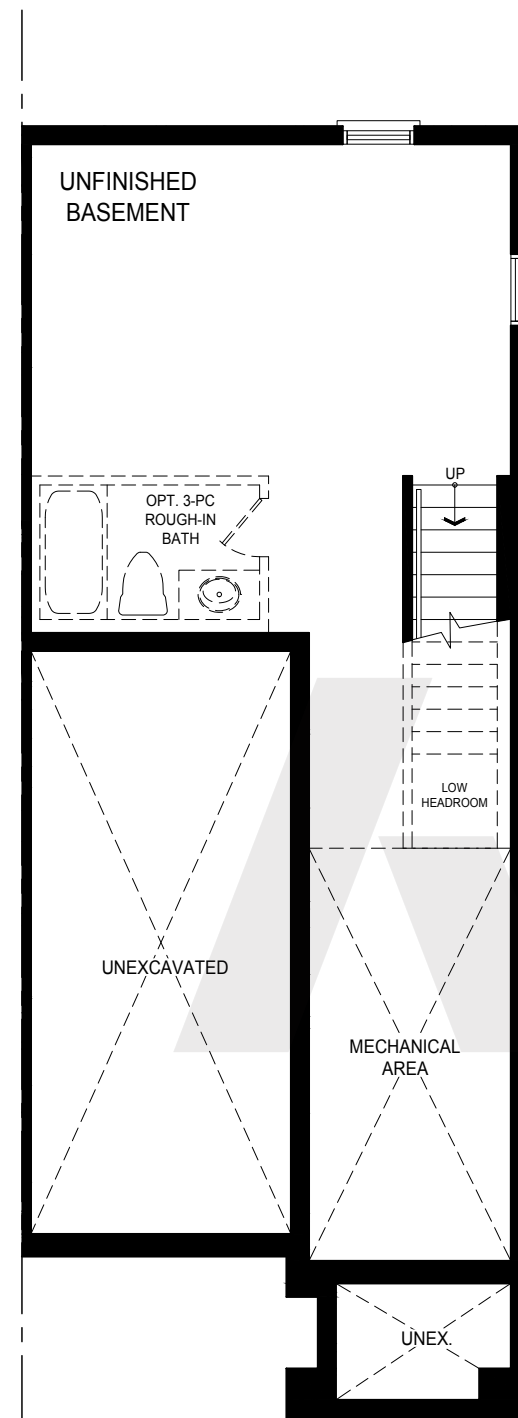 UNFINISHED
BASEMENT
UP
OPT. 3-PC
ROUGH-IN
BATH
LOW
HEADROOM
UNEXCAVATED
MECHANICAL
AREA
UNEX.